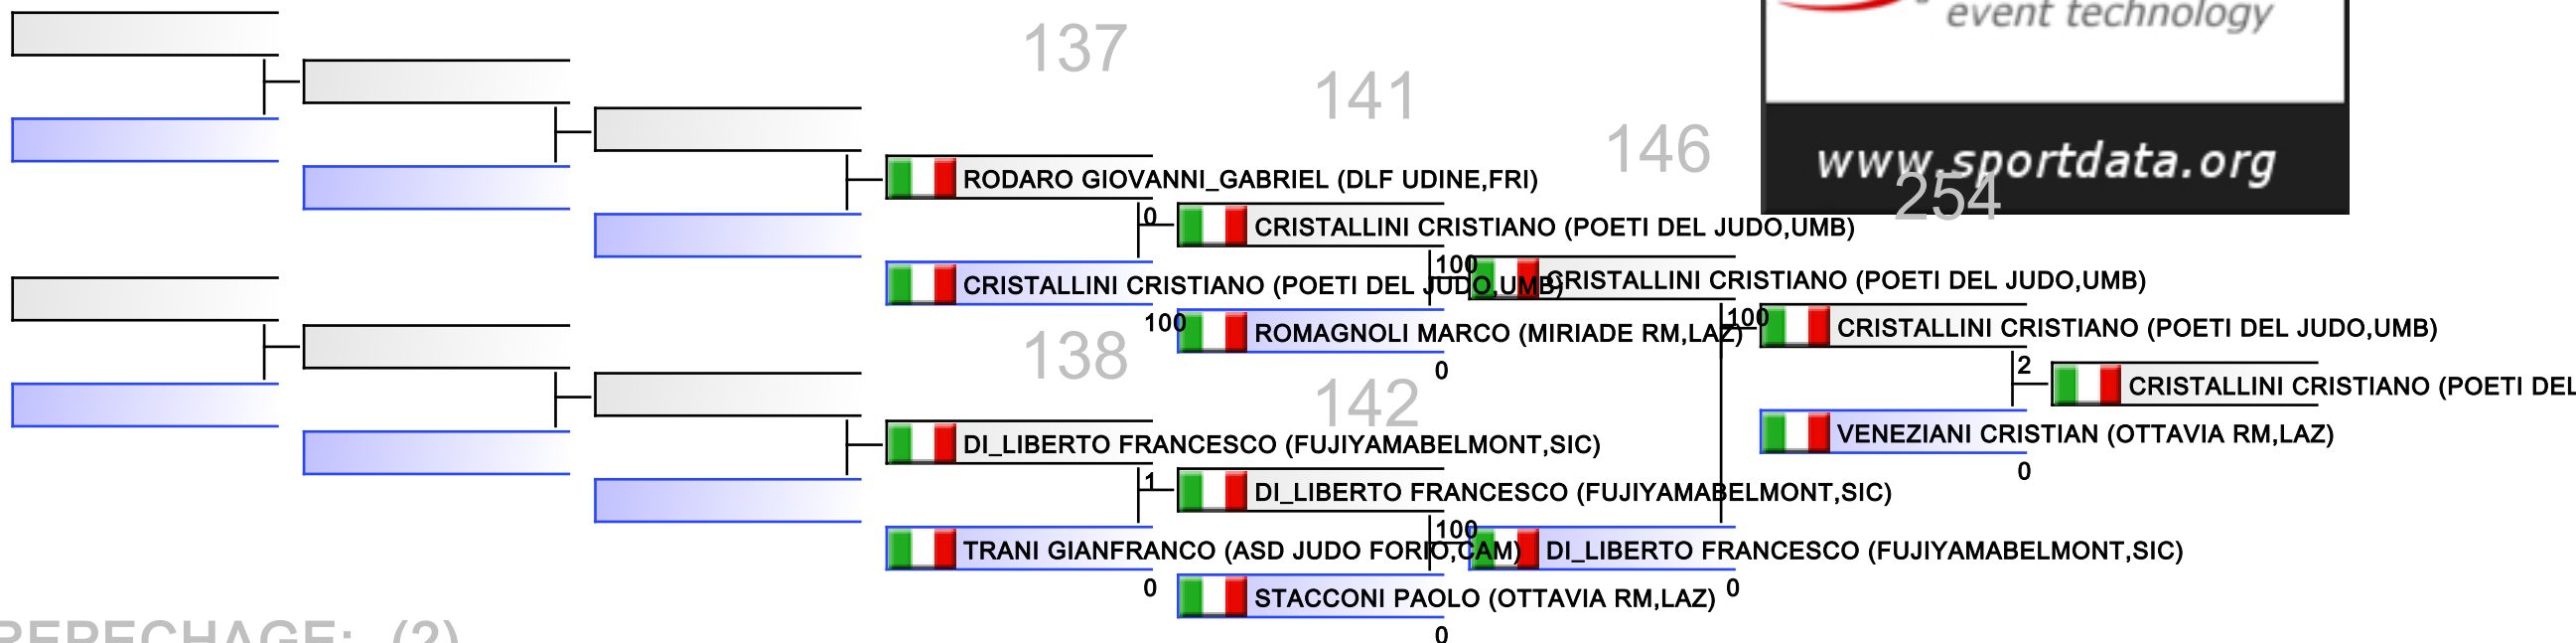 event technology
www.sportdata.org
137
141
146
254
RODARO GIOVANNI_GABRIEL (DLF UDINE,FRI)
0
CRISTALLINI CRISTIANO (POETI DEL JUDO,UMB)
CRISTALLINI CRISTIANO (POETI DEL JUDO,UMB)
100
100
CRISTALLINI CRISTIANO (POETI DEL JUDO,UMB)
ROMAGNOLI MARCO (MIRIADE RM,LAZ)
0
100
CRISTALLINI CRISTIANO (POETI DEL JUDO,UMB)
2
CRISTALLINI CRISTIANO (POETI DEL
VENEZIANI CRISTIAN (OTTAVIA RM,LAZ)
0
138
142
DI_LIBERTO FRANCESCO (FUJIYAMABELMONT,SIC)
1
DI_LIBERTO FRANCESCO (FUJIYAMABELMONT,SIC)
TRANI GIANFRANCO (ASD JUDO FORIO,CAM)
0
100
DI_LIBERTO FRANCESCO (FUJIYAMABELMONT,SIC)
0
STACCONI PAOLO (OTTAVIA RM,LAZ)
0
REPECHAGE: (2)